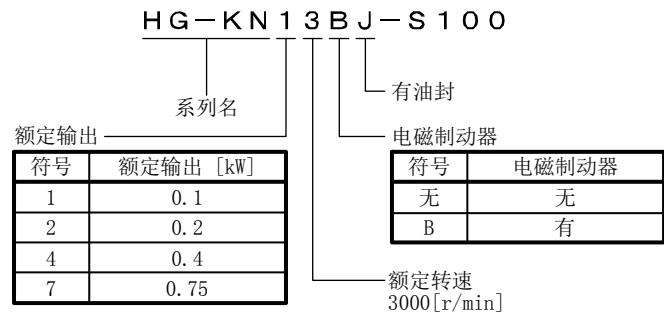 HG-KN13BJ-S100
系列名
有油封
额定输出
符号 额定输出 [kW]
1 0.1
2 0.2
4 0.4
7 0.75
电磁制动器
符号 电磁制动器
无 无
B 有
额定转速
3000[r/min]